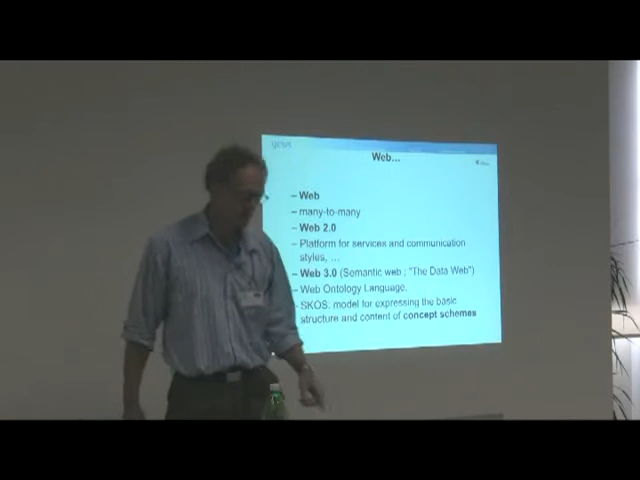 Web...
– Web
– many-to-many
– Web 2.0
– Platform for services and communication
styles, ...
– Web 3.0 (Semantic web ; "The Data Web")
– Web Ontology Language.
- SKOS. model for expressing the basic
structure and content of concept schemes